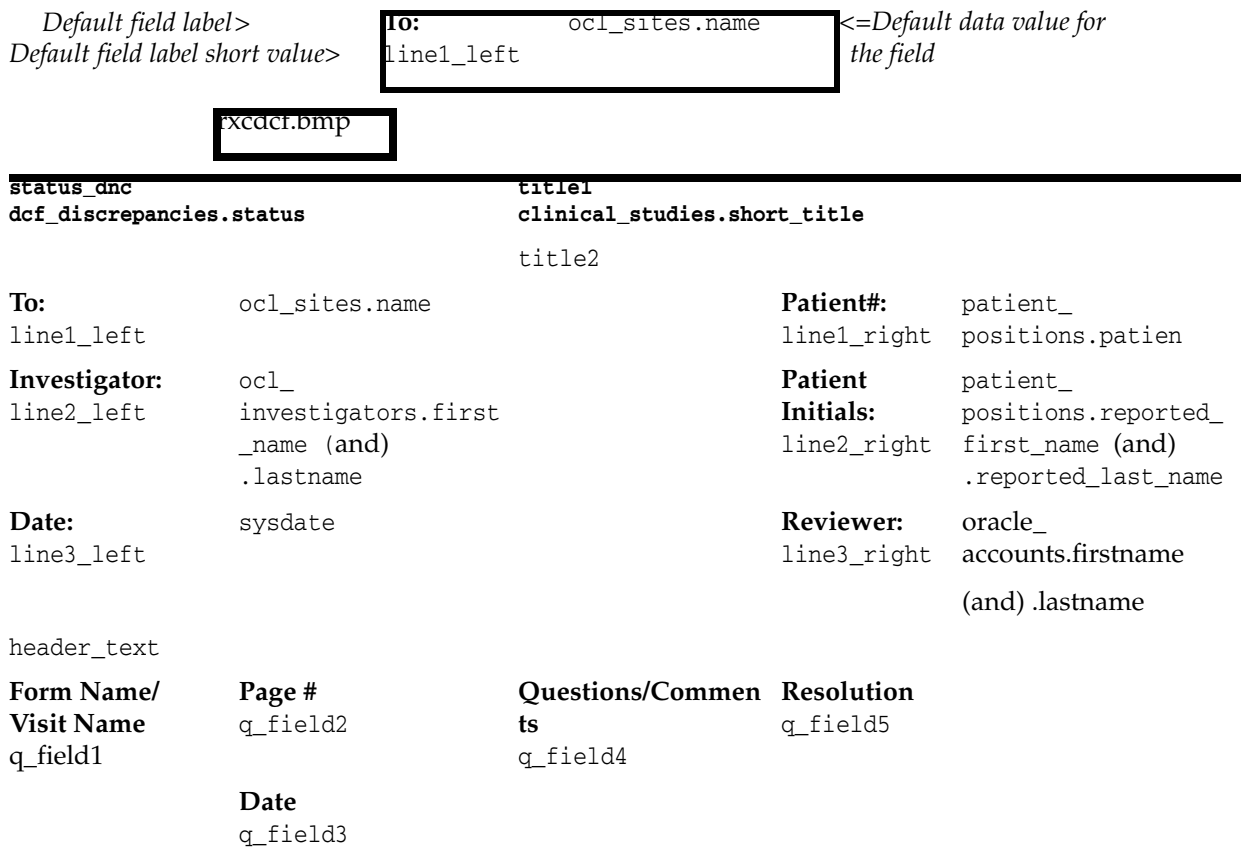 Default field label> To: ocl_sites.name <=Default data value for
Default field label short value> line1_left the field
rxcdcf.bmp
status_dnc title1
dcf_discrepancies.status clinical_studies.short_title
title2
To: ocl_sites.name Patient#: patient_
line1_left line1_right positions.patien
Investigator: ocl_ Patient patient_
line2_left investigators.first Initials: positions.reported_
_name (and) line2_right first_name (and)
.lastname .reported_last_name
Date: sysdate Reviewer: oracle_
line3_left line3_right accounts.firstname
(and) .lastname
header_text
Form Name/ Page # Questions/Commen Resolution
Visit Name q_field2 ts q_field5
q_field1 q_field4
Date
q_field3